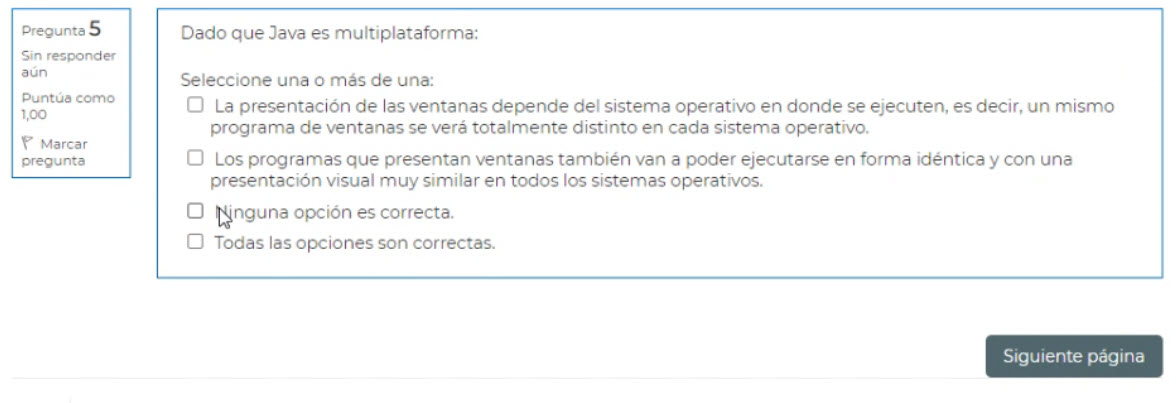 Pregunta 5
Sin responder
aún
Puntúa como
1,00
Marcar
pregunta
Dado que Java es multiplataforma:
Seleccione una o más de una:
La presentación de las ventanas depende del sistema operativo en donde se ejecuten, es decir, un mismo
programa de ventanas se verá totalmente distinto en cada sistema operativo.
Los programas que presentan ventanas también van a poder ejecutarse en forma idéntica y con una
presentación visual muy similar en todos los sistemas operativos.
Ninguna opción es correcta.
Todas las opciones son correctas.
Siguiente página